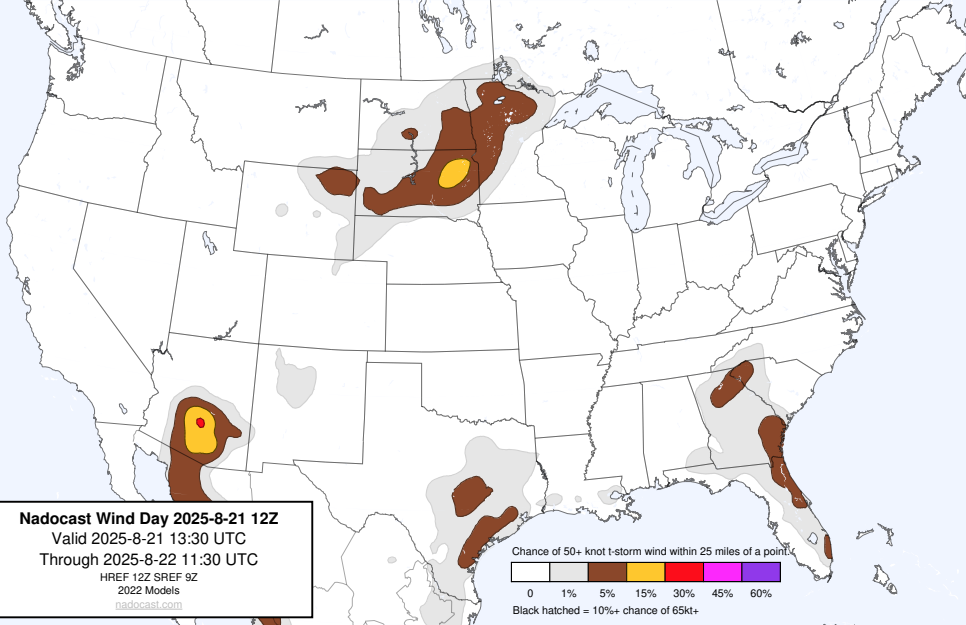 Nadocast Wind Day 2025-8-21 12Z
Valid 2025-8-21 13:30 UTC
Through 2025-8-22 11:30 UTC
HREF 12Z SREF 9Z
2022 Models
nadocast.com
Chance of 50+ knot t-storm wind within 25 miles of a point.
0 1% 5% 15% 30% 45% 60%
Black hatched = 10%+ chance of 65kt+